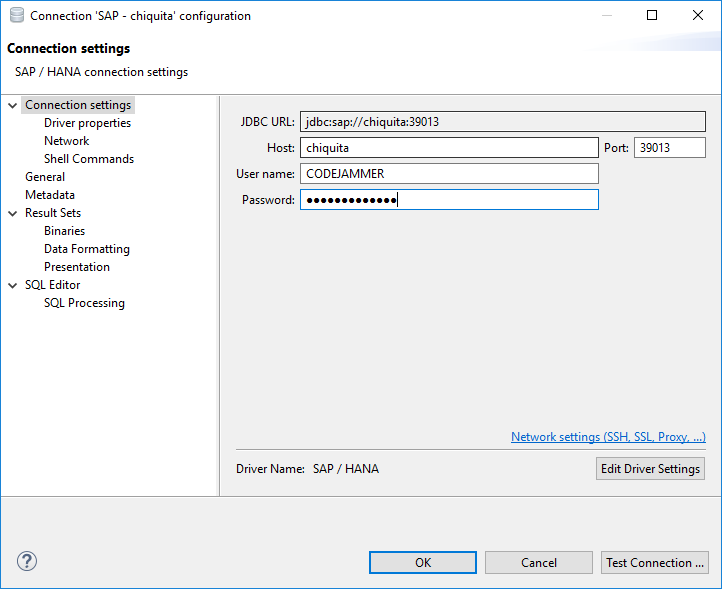 Connection 'SAP - chiquita' configuration
Connection settings
SAP / HANA connection settings
Connection settings
Driver properties
Network
Shell Commands
General
Metadata
Result Sets
Binaries
Data Formatting
Presentation
SQL Editor
SQL Processing
JDBC URL: jdbc:sap://chiquita:39013
Host: chiquita Port: 39013
User name: CODEJAMMER
Password: ●●●●●●●●●●●●●
Network settings (SSH, SSL, Proxy, ...)
Driver Name: SAP / HANA Edit Driver Settings
? OK Cancel Test Connection ...